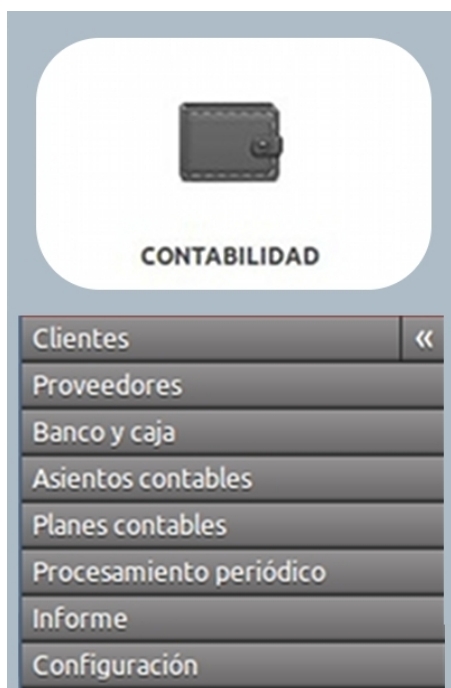 CONTABILIDAD
Clientes «
Proveedores
Banco y caja
Asientos contables
Planes contables
Procesamiento periódico
Informe
Configuración